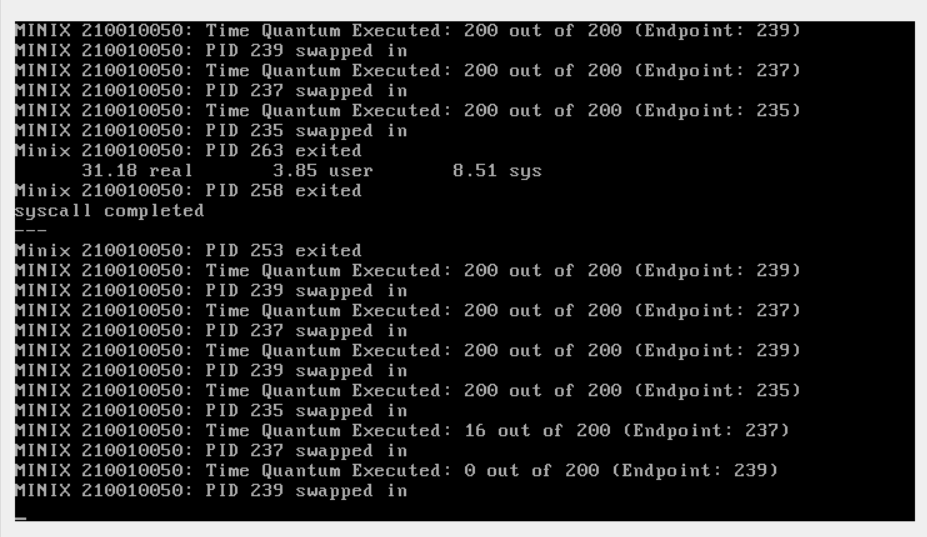 MINIX 210010050: Time Quantum Executed: 200 out of 200 (Endpoint: 239)
MINIX 210010050: PID 239 swapped in
MINIX 210010050: Time Quantum Executed: 200 out of 200 (Endpoint: 237)
MINIX 210010050: PID 237 swapped in
MINIX 210010050: Time Quantum Executed: 200 out of 200 (Endpoint: 235)
MINIX 210010050: PID 235 swapped in
Minix 210010050: PID 263 exited
31.18 real 3.85 user 8.51 sys
Minix 210010050: PID 258 exited
syscall completed
---
Minix 210010050: PID 253 exited
MINIX 210010050: Time Quantum Executed: 200 out of 200 (Endpoint: 239)
MINIX 210010050: PID 239 swapped in
MINIX 210010050: Time Quantum Executed: 200 out of 200 (Endpoint: 237)
MINIX 210010050: PID 237 swapped in
MINIX 210010050: Time Quantum Executed: 200 out of 200 (Endpoint: 239)
MINIX 210010050: PID 239 swapped in
MINIX 210010050: Time Quantum Executed: 200 out of 200 (Endpoint: 235)
MINIX 210010050: PID 235 swapped in
MINIX 210010050: Time Quantum Executed: 16 out of 200 (Endpoint: 237)
MINIX 210010050: PID 237 swapped in
MINIX 210010050: Time Quantum Executed: 0 out of 200 (Endpoint: 239)
MINIX 210010050: PID 239 swapped in